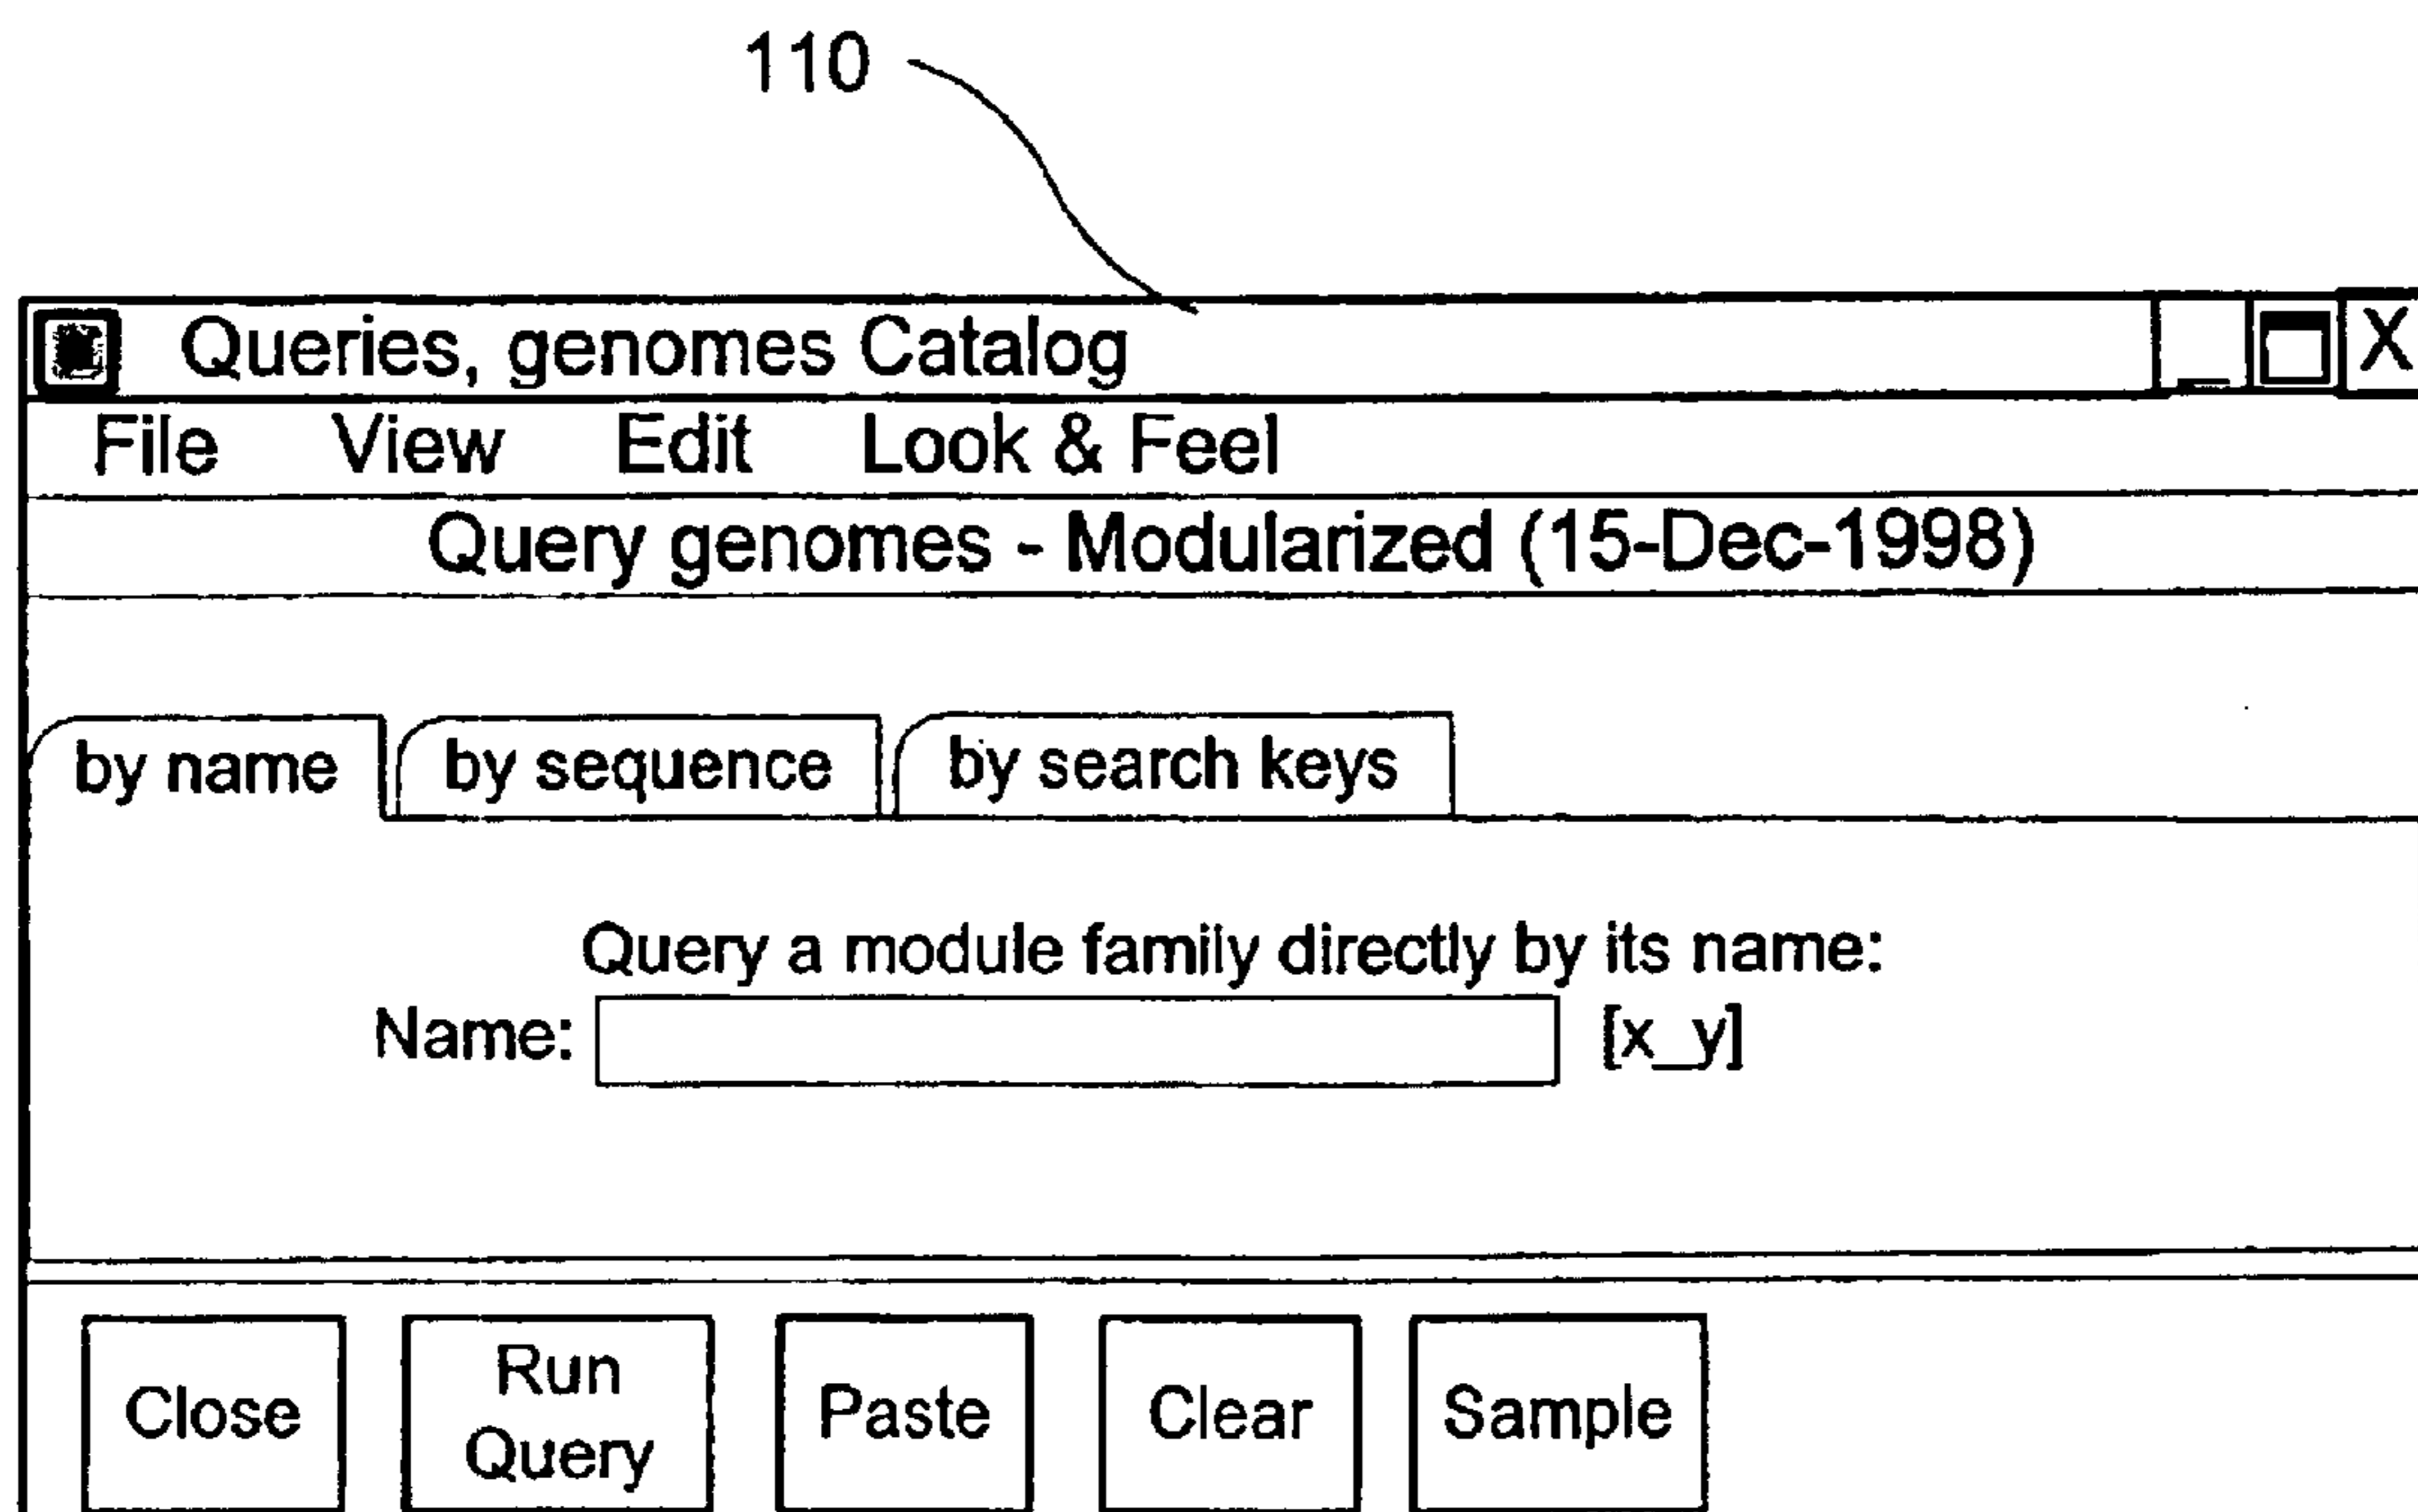 110
Queries, genomes Catalog _ X
File View Edit Look & Feel
Query genomes - Modularized (15-Dec-1998)
by name by sequence by search keys
Query a module family directly by its name:
Name: [x_y]
Close Run Query Paste Clear Sample